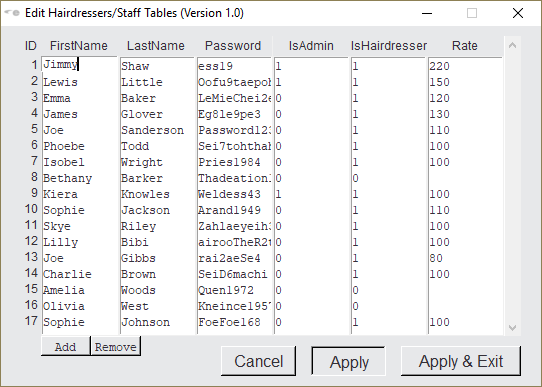 Edit Hairdressers/Staff Tables (Version 1.0)
ID FirstName LastName Password IsAdmin IsHairdresser Rate
1 Jimmy Shaw ess19 1 1 220
2 Lewis Little Oofu9taepoh 1 1 150
3 Emma Baker LeMieChei2e 0 1 120
4 James Glover Eg81e9pe3 0 1 130
5 Joe Sanderson Password123 0 1 110
6 Phoebe Todd Sei7tohthah 0 1 100
7 Isobel Wright Pries1984 0 1 100
8 Bethany Barker Thadeation1 0 0
9 Kiera Knowles Weldess43 1 1 100
10 Sophie Jackson Arand1949 0 1 110
11 Skye Riley Zahlaeyeih3 0 1 100
12 Lilly Bibi airooTheR2t 0 1 100
13 Joe Gibbs rai2aeSe4 0 1 80
14 Charlie Brown SeiD6machi 0 1 100
15 Amelia Woods Quen1972 0 0
16 Olivia West Kneince1957 0 0
17 Sophie Johnson FoeFoe168 0 1 100
Add Remove
Cancel Apply Apply & Exit